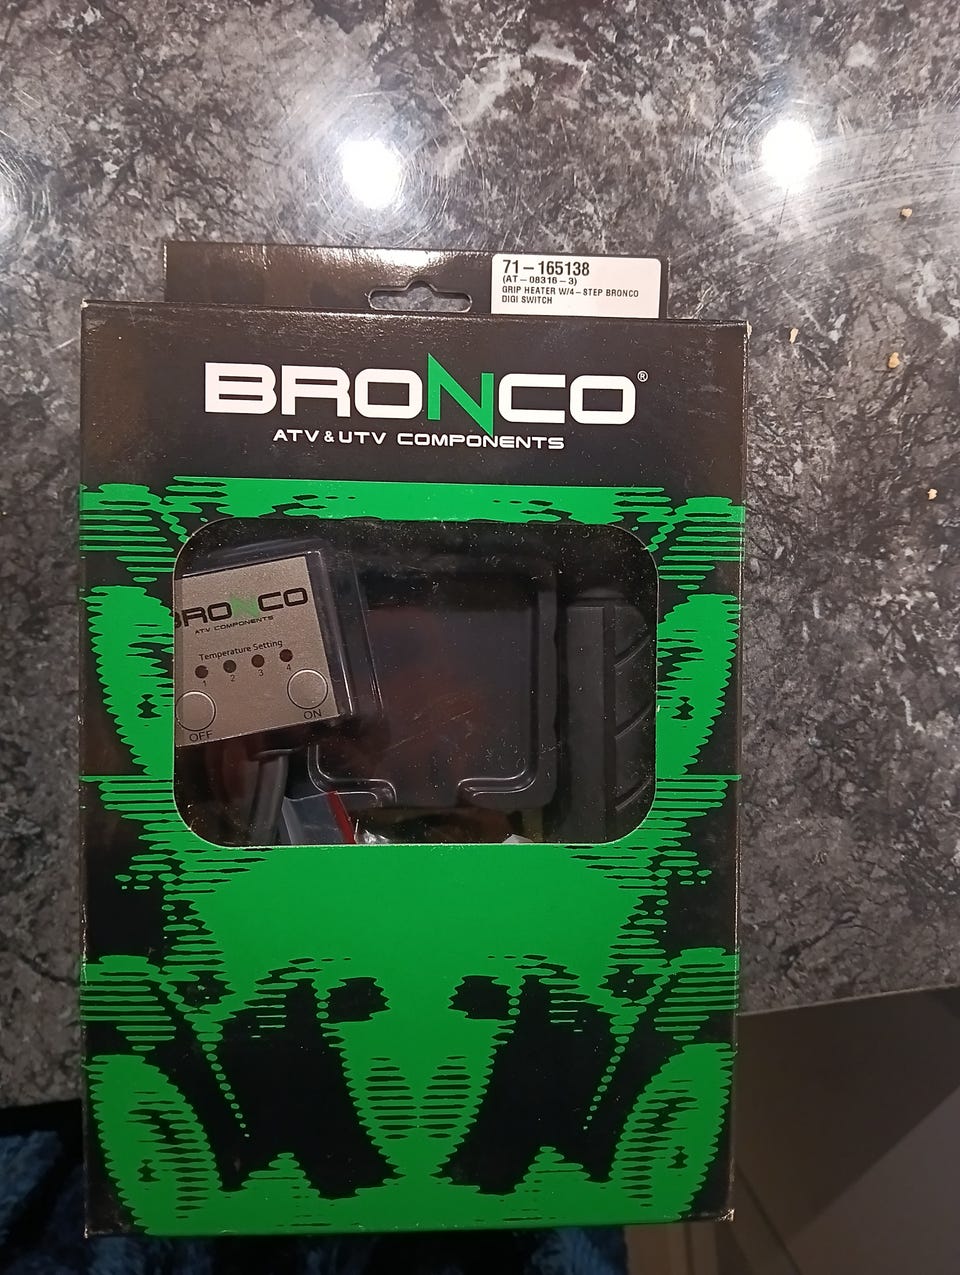 71-165138
(AT-08316-3)
GRIP HEATER W/4-STEP BRONCO
DIGI SWITCH
BRONCO®
ATV & UTV COMPONENTS
BRONCO
ATV COMPONENTS
Temperature Setting
1 2 3 4
OFF ON